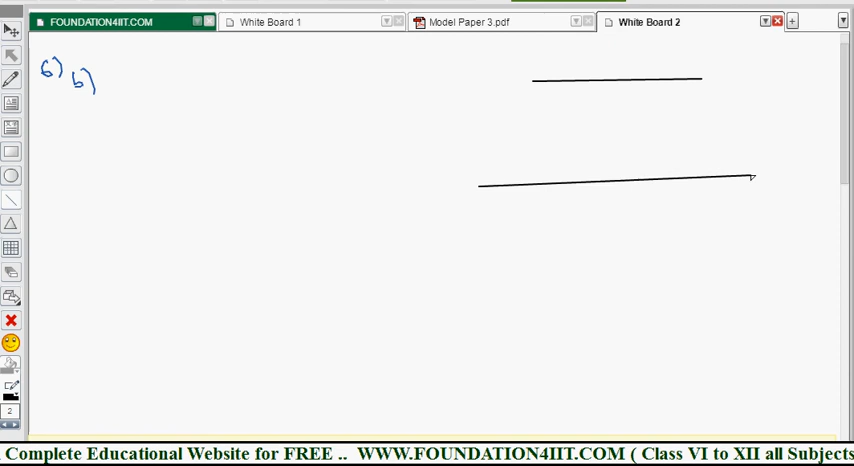 FOUNDATION4IIT.COM White Board 1 Model Paper 3.pdf White Board 2
6) b)
2
Complete Educational Website for FREE .. WWW.FOUNDATION4IIT.COM ( Class VI to XII all Subjects